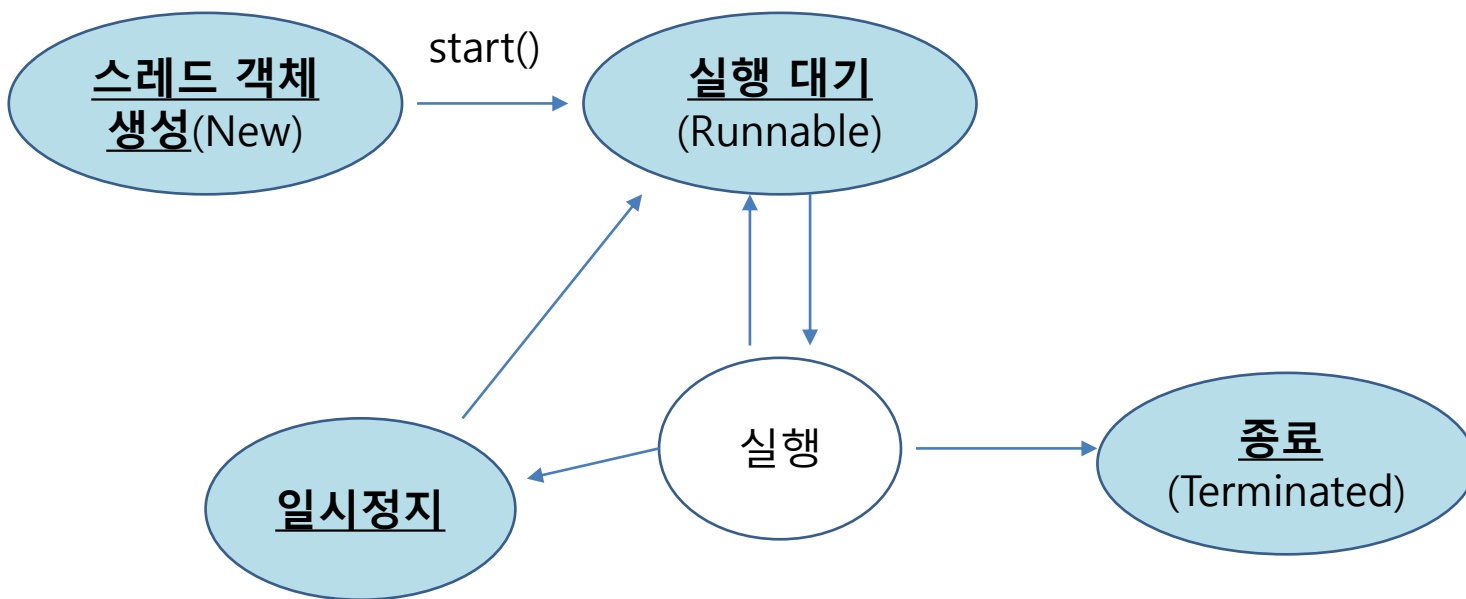 start()
스레드 객체
생성(New)
실행 대기
(Runnable)
실행
일시정지
종료
(Terminated)